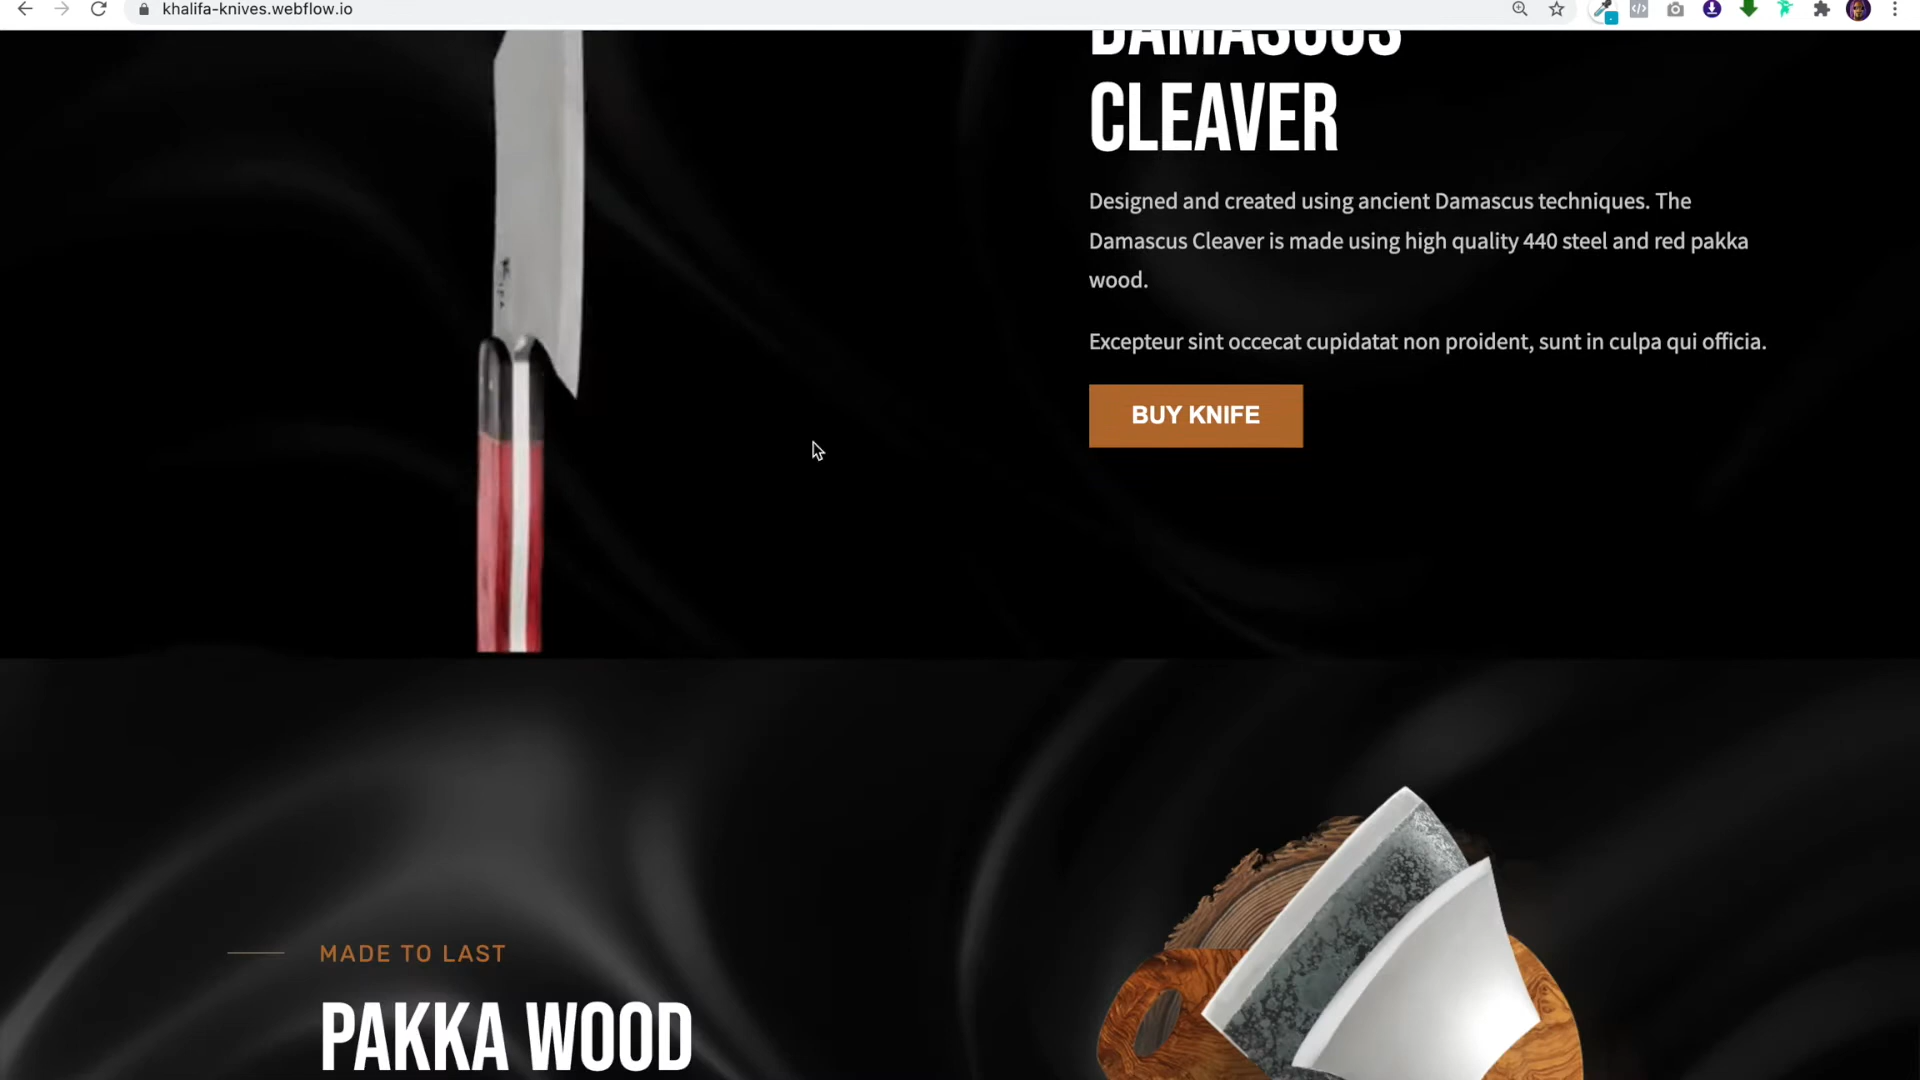 khalifa-knives.webflow.io
DAMASCUS
CLEAVER
Designed and created using ancient Damascus techniques. The
Damascus Cleaver is made using high quality 440 steel and red pakka
wood.
Excepteur sint occecat cupidatat non proident, sunt in culpa qui officia.
BUY KNIFE
MADE TO LAST
PAKKA WOOD